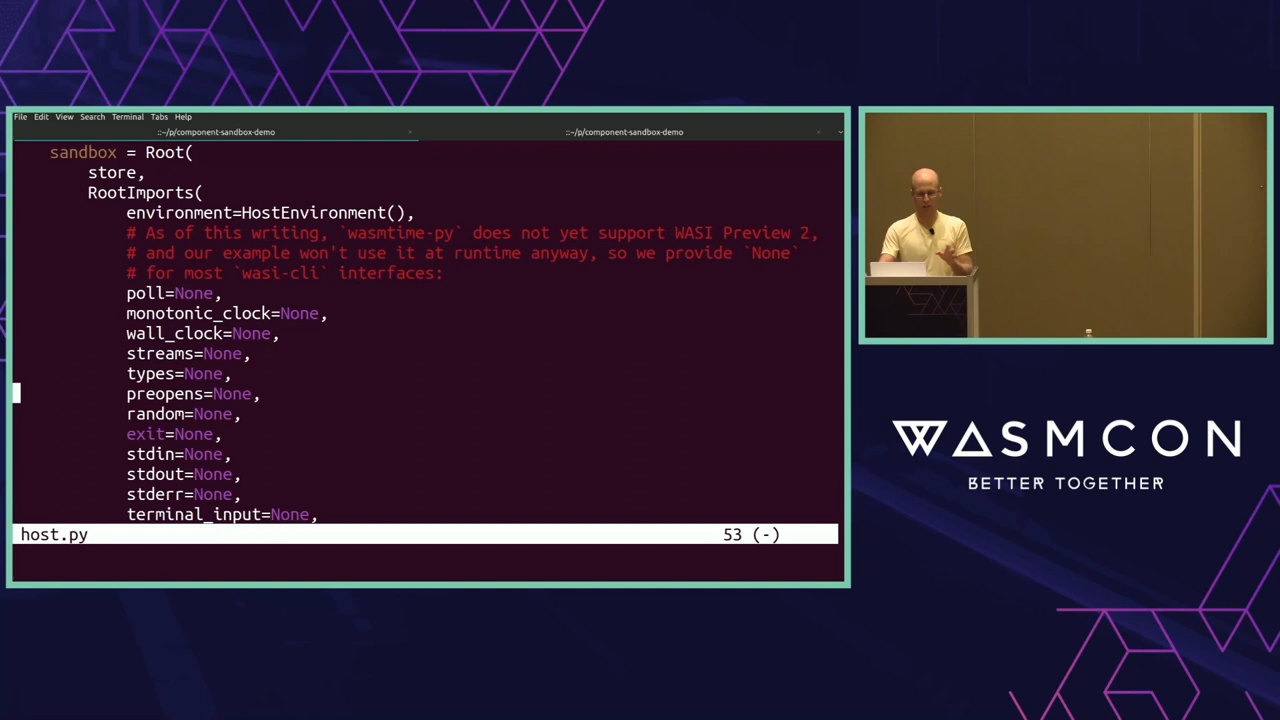 File Edit View Search Terminal Tabs Help
::~/p/component-sandbox-demo × ::~/p/component-sandbox-demo ×
sandbox = Root(
store,
RootImports(
environment=HostEnvironment(),
# As of this writing, `wasmtime-py` does not yet support WASI Preview 2,
# and our example won't use it at runtime anyway, so we provide `None`
# for most `wasi-cli` interfaces:
poll=None,
monotonic_clock=None,
wall_clock=None,
streams=None,
types=None,
preopens=None,
random=None,
exit=None,
stdin=None,
stdout=None,
stderr=None,
terminal_input=None,
host.py 53 (-)
WASMCON
BETTER TOGETHER